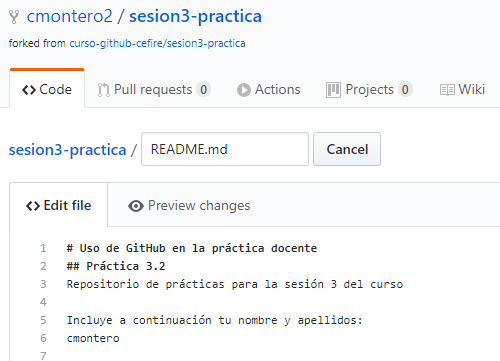 cmontero2 / sesion3-practica
forked from curso-github-cefire/sesion3-practica
Code Pull requests 0 Actions Projects 0 Wiki
sesion3-practica / README.md Cancel
Edit file Preview changes
1 # Uso de GitHub en la práctica docente
2 ## Práctica 3.2
3 Repositorio de prácticas para la sesión 3 del curso
4
5 Incluye a continuación tu nombre y apellidos:
6 cmontero
7